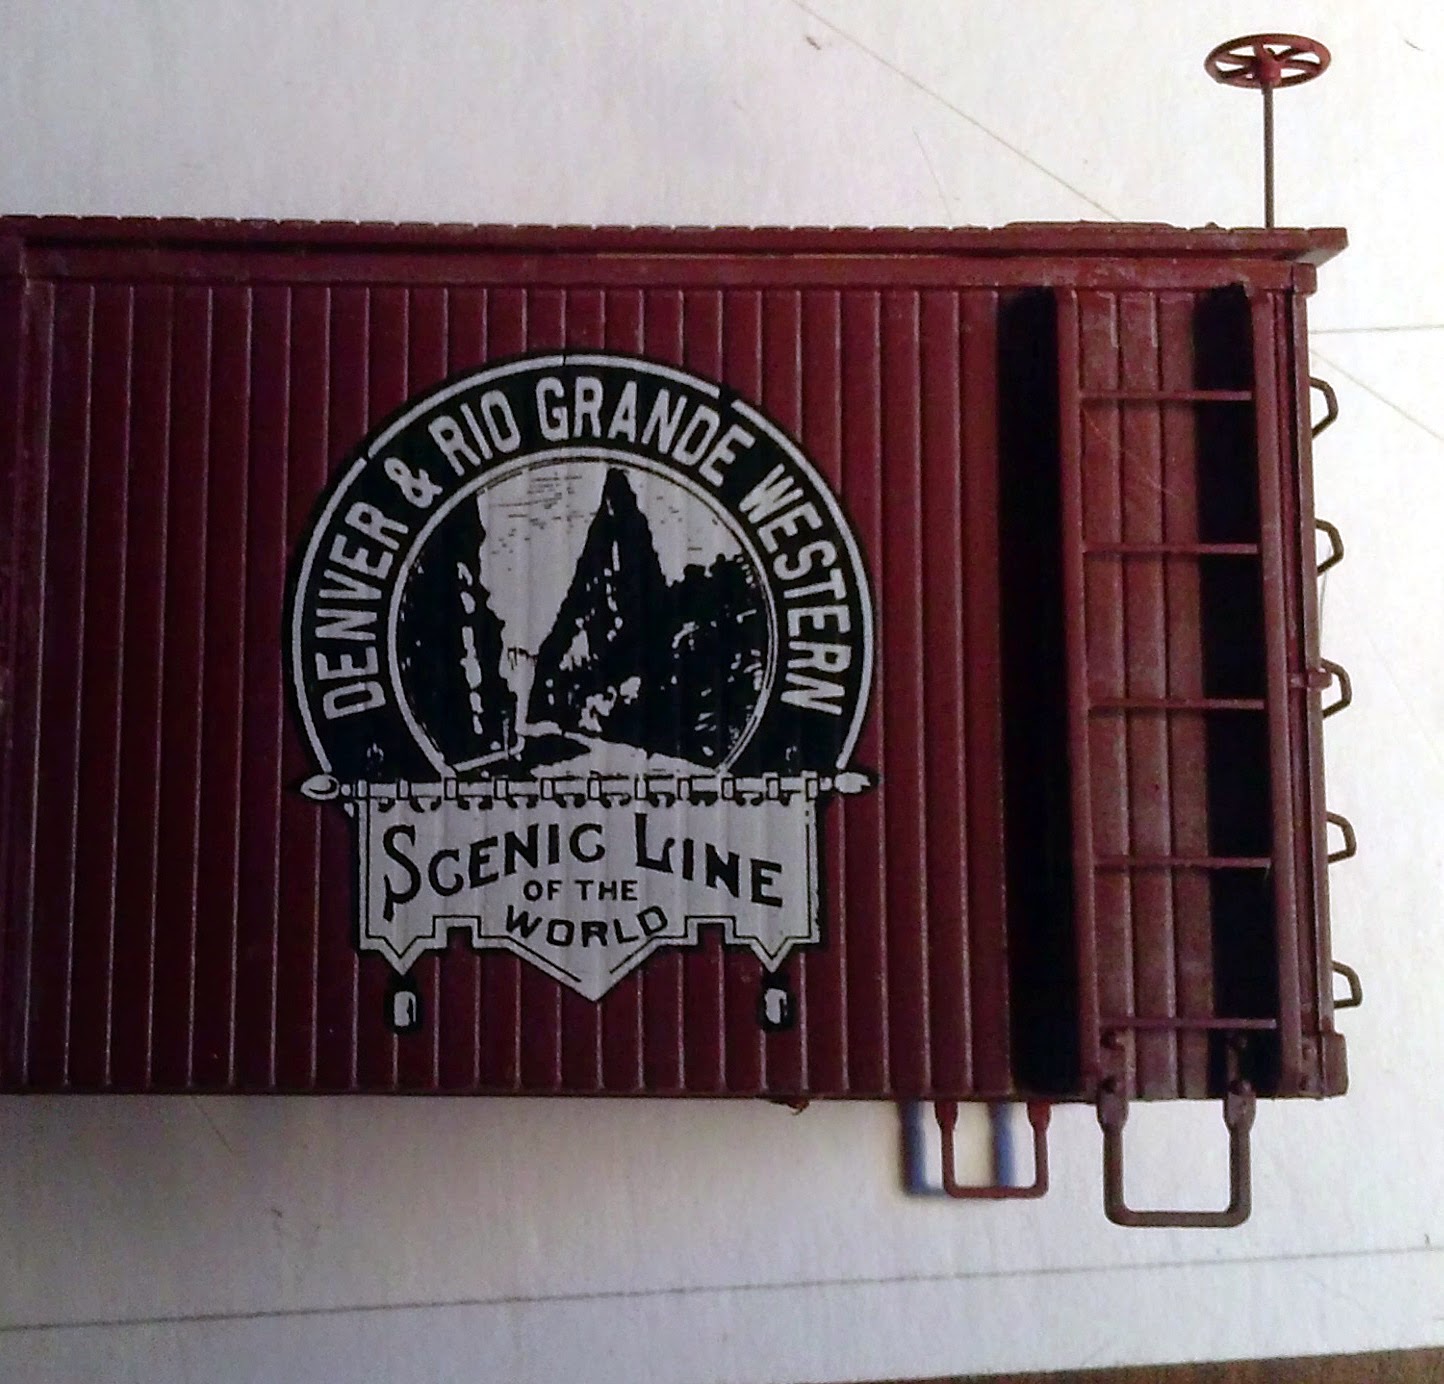 DENVER & RIO GRANDE WESTERN
SCENIC LINE
OF THE
WORLD